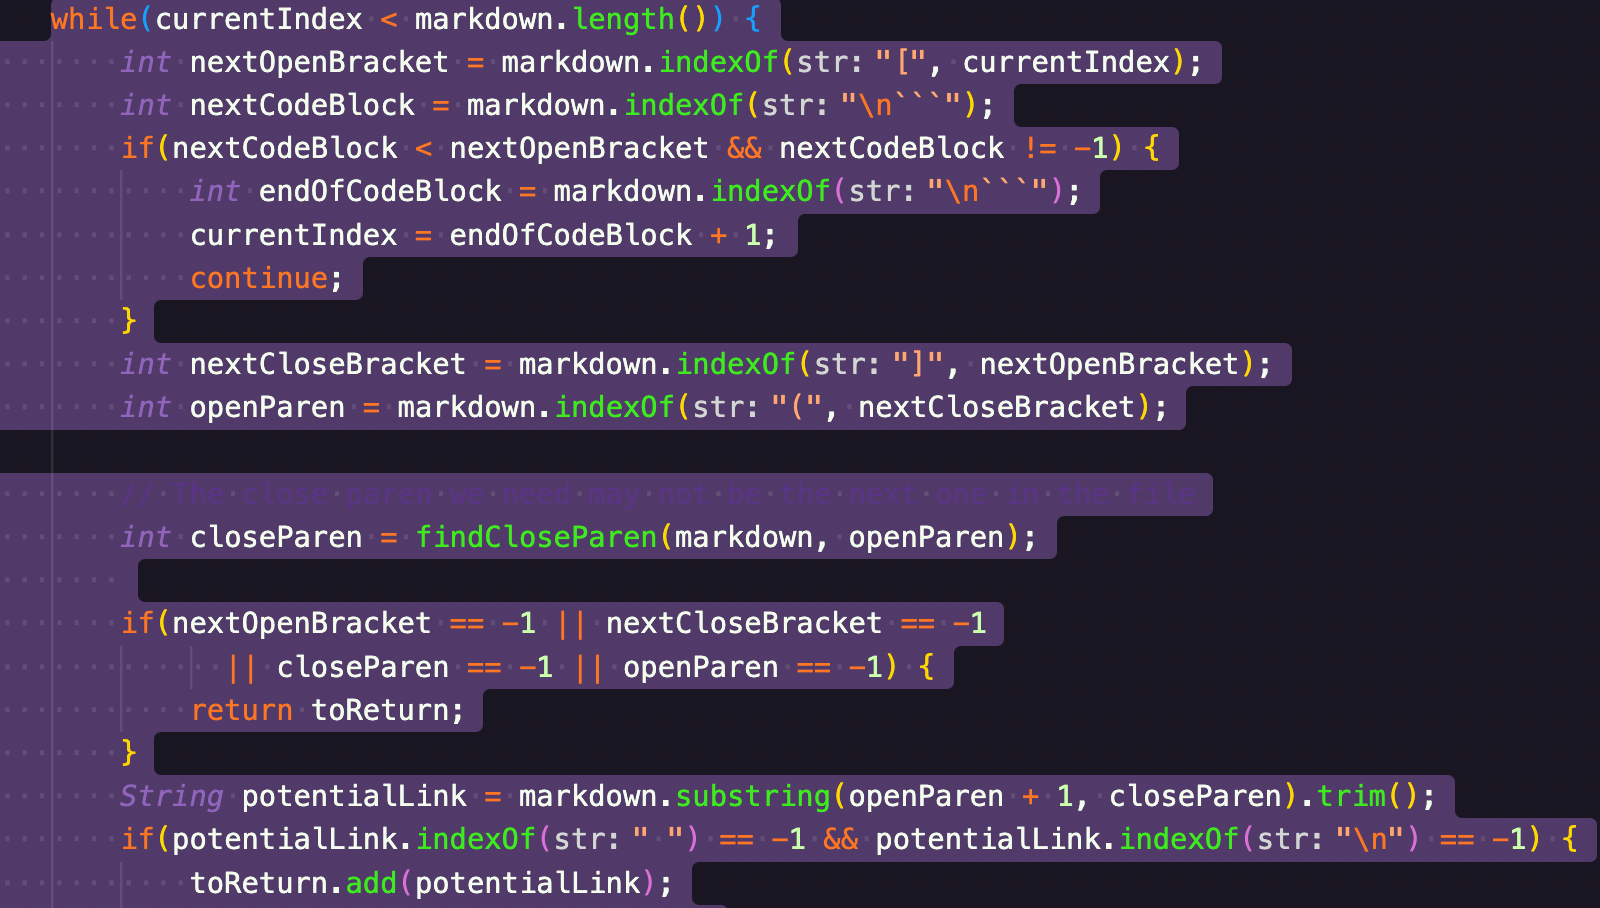 while(currentIndex < markdown.length()) {
int nextOpenBracket = markdown.indexOf(str: "[", currentIndex);
int nextCodeBlock = markdown.indexOf(str: "\n```");
if(nextCodeBlock < nextOpenBracket && nextCodeBlock != -1) {
int endOfCodeBlock = markdown.indexOf(str: "\n```");
currentIndex = endOfCodeBlock + 1;
continue;
}
int nextCloseBracket = markdown.indexOf(str: "]", nextOpenBracket);
int openParen = markdown.indexOf(str: "(", nextCloseBracket);
// The close paren we need may not be the next one in the file
int closeParen = findCloseParen(markdown, openParen);
if(nextOpenBracket == -1 || nextCloseBracket == -1
|| closeParen == -1 || openParen == -1) {
return toReturn;
}
String potentialLink = markdown.substring(openParen + 1, closeParen).trim();
if(potentialLink.indexOf(str: " ") == -1 && potentialLink.indexOf(str: "\n") == -1) {
toReturn.add(potentialLink);